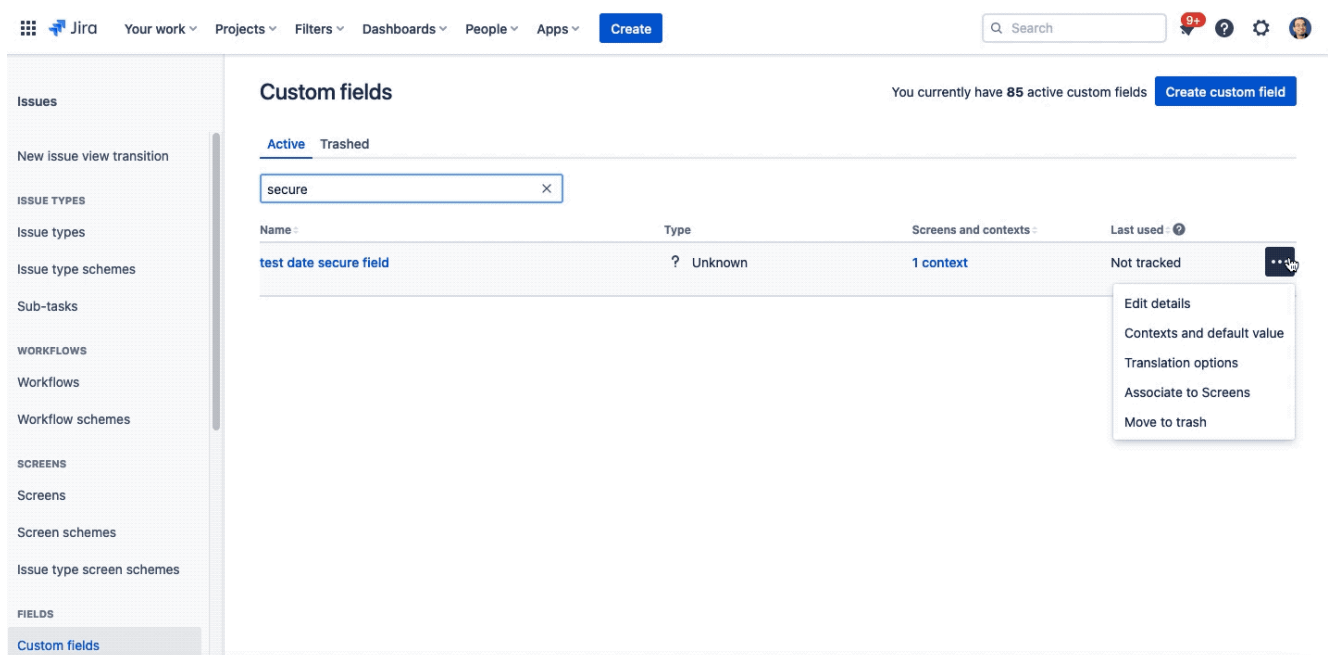 Jira Your work Projects Filters Dashboards People Apps Create Search 9+
Issues
New issue view transition
ISSUE TYPES
Issue types
Issue type schemes
Sub-tasks
WORKFLOWS
Workflows
Workflow schemes
SCREENS
Screens
Screen schemes
Issue type screen schemes
FIELDS
Custom fields
Custom fields
You currently have 85 active custom fields Create custom field
Active Trashed
secure
Name Type Screens and contexts Last used
test date secure field ? Unknown 1 context Not tracked
Edit details
Contexts and default value
Translation options
Associate to Screens
Move to trash